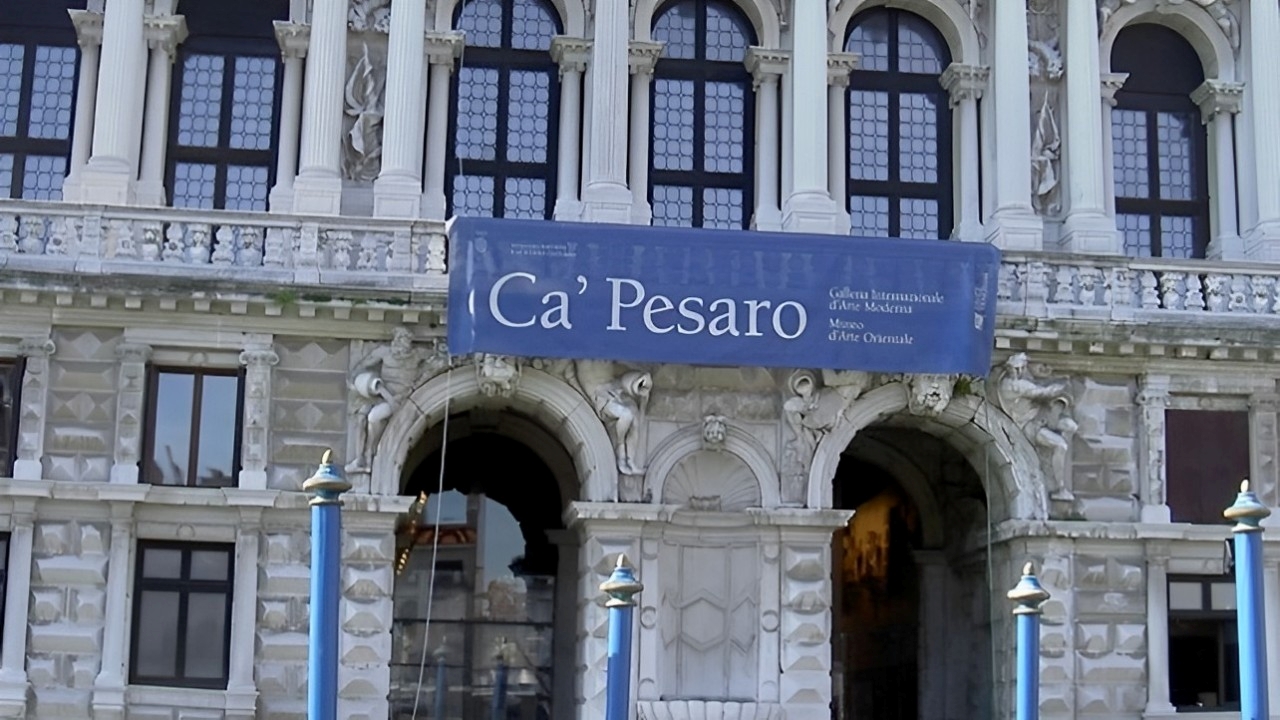 Ca' Pesaro
Galleria Internazionale
d'Arte Moderna
Museo
d'Arte Orientale